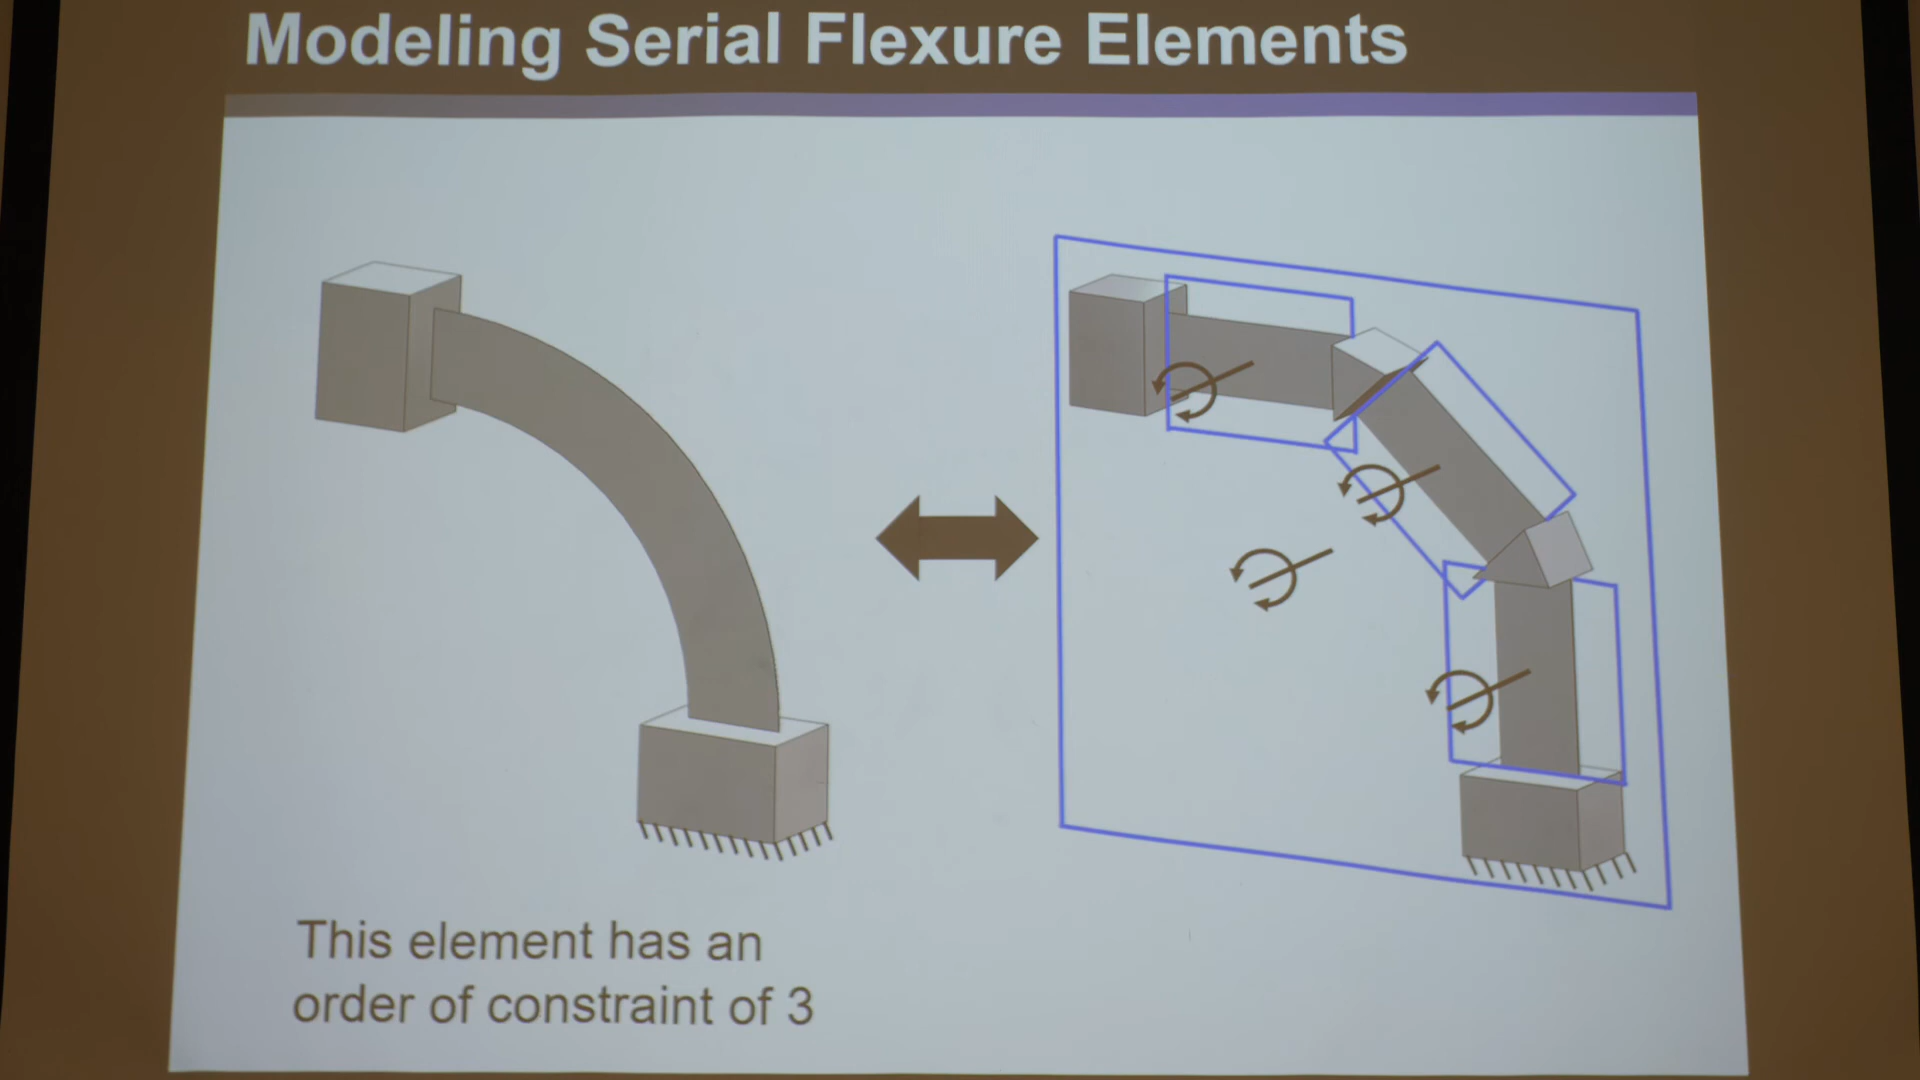 Modeling Serial Flexure Elements
This element has an
order of constraint of 3